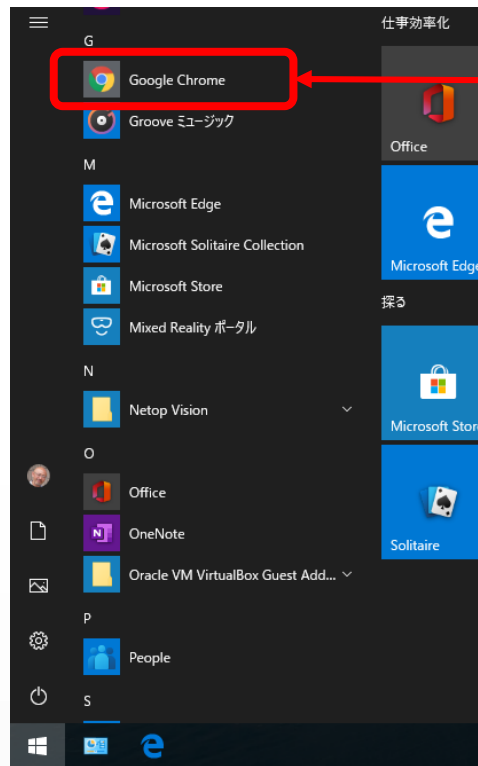 仕事効率化
G
Google Chrome
Groove ミュージック
Office
M
Microsoft Edge
Microsoft Solitaire Collection
Microsoft Edge
Microsoft Store
探る
Mixed Reality ポータル
N
Netop Vision
Microsoft Store
O
Office
OneNote
Solitaire
Oracle VM VirtualBox Guest Add...
P
People
S